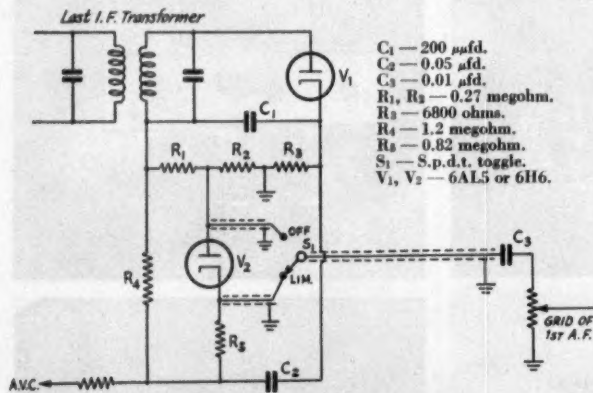 Last I.F. Transformer
V₁
C₁
R₁
R₂
R₃
OFF
S₁
V₂
LIM.
R₄
R₅
C₂
A.V.C.
C₃
GRID OF
1ST A.F.
C₁ — 200 μμfd.
C₂ — 0.05 μfd.
C₃ — 0.01 μfd.
R₁, R₂ — 0.27 megohm.
R₃ — 6800 ohms.
R₄ — 1.2 megohm.
R₅ — 0.82 megohm.
S₁ — S.p.d.t. toggle.
V₁, V₂ — 6AL5 or 6H6.